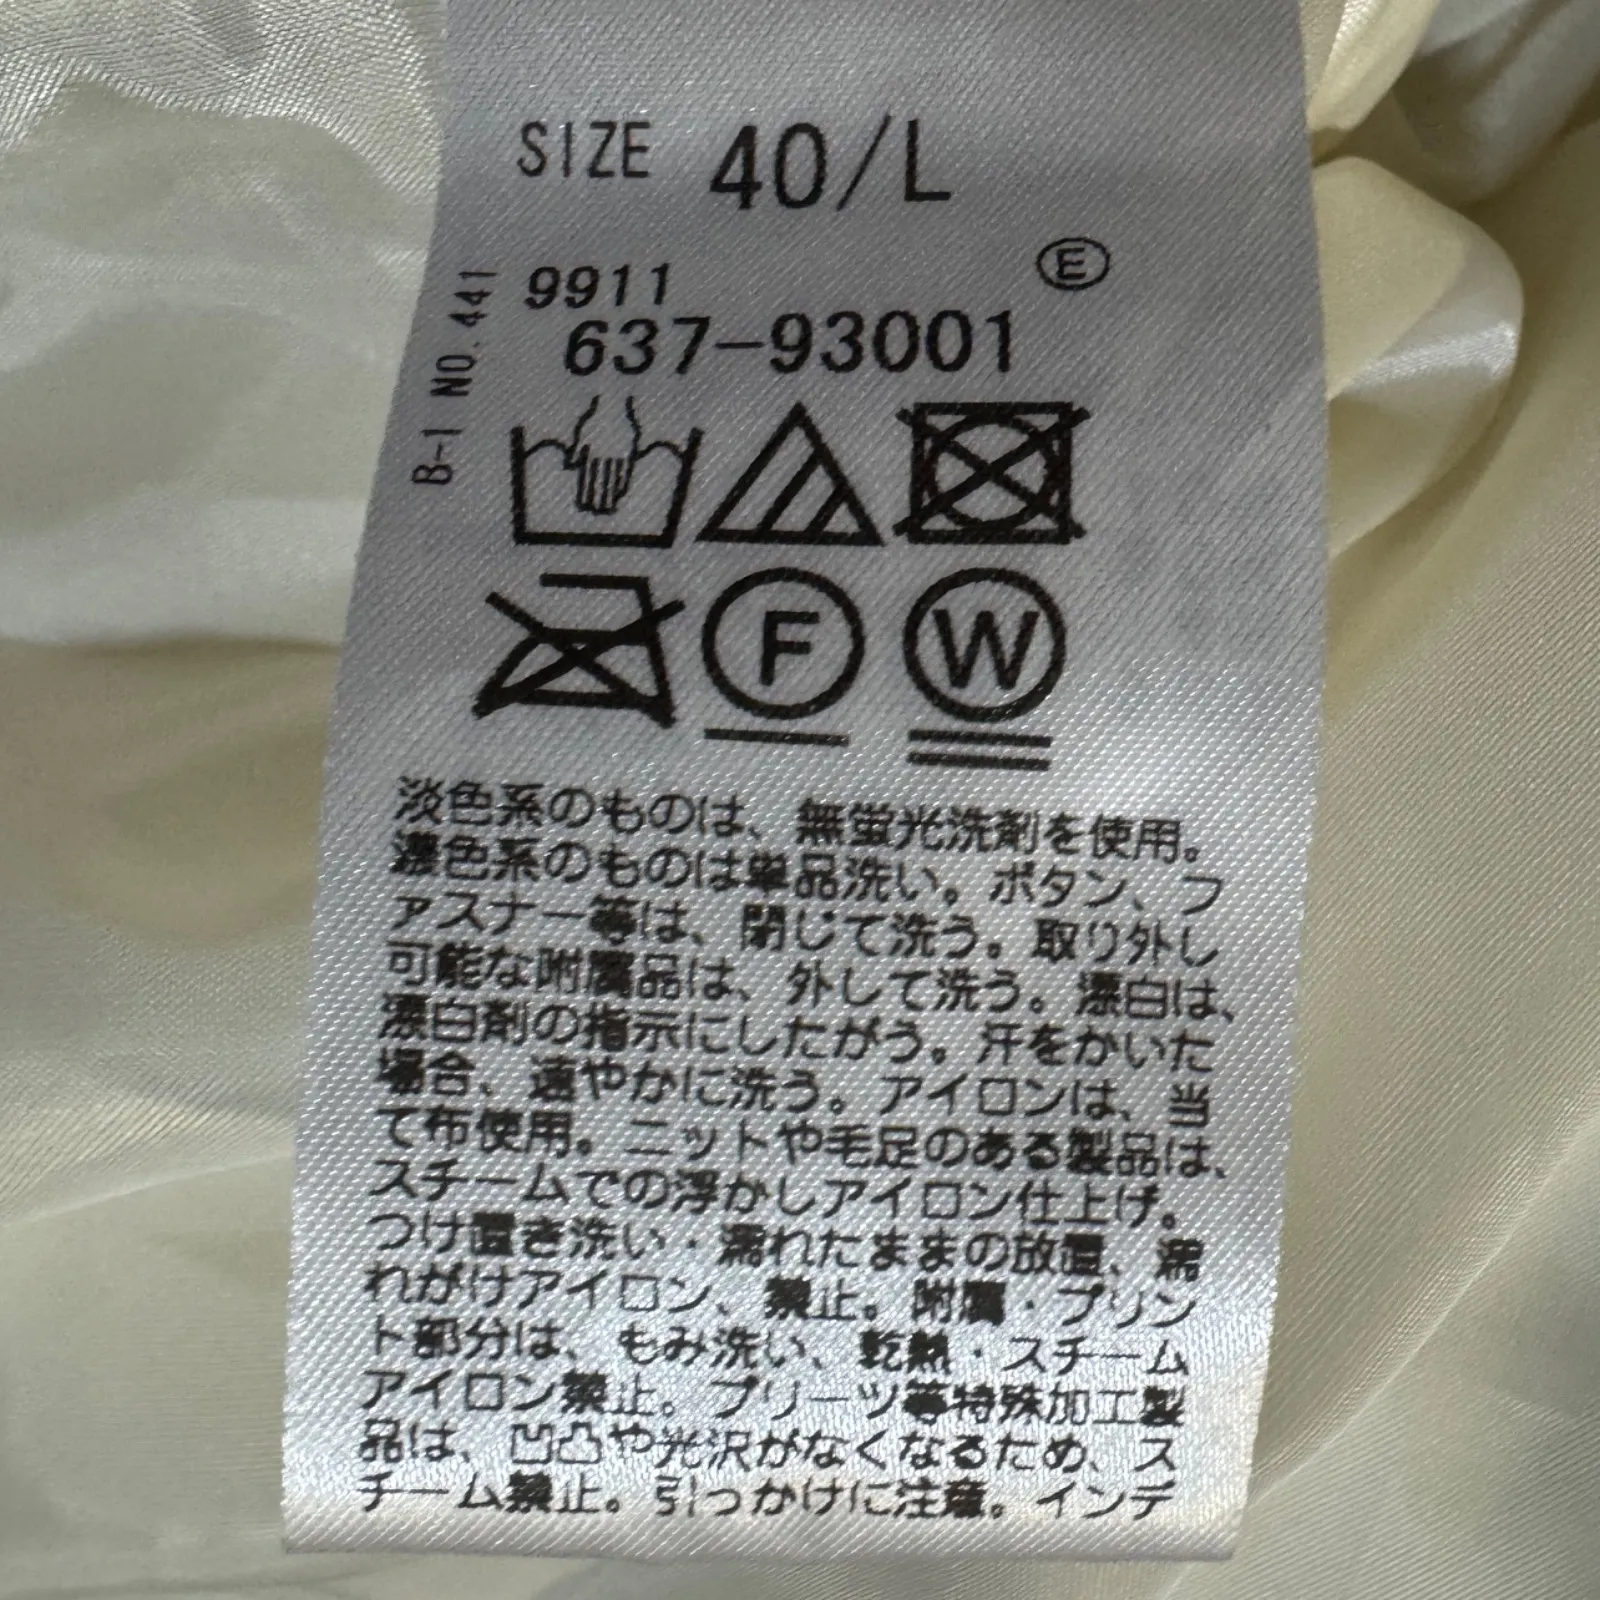 SIZE 40/L
E
9911
637-93001
B-1 NO.441
F
W
淡色系のものは、無蛍光洗剤を使用。
濃色系のものは単品洗い。ボタン、フ
ァスナー等は、閉じて洗う。取り外し
可能な附属品は、外して洗う。漂白は、
漂白剤の指示にしたがう。汗をかいた
場合、速やかに洗う。アイロンは、当
て布使用。ニットや毛足のある製品は、
スチームでの浮かしアイロン仕上げ。
つけ置き洗い・濡れたままの放置、濡
れがけアイロン、禁止。附属・プリン
ト部分は、もみ洗い、乾熱・スチーム
アイロン禁止。プリーツ等特殊加工製
品は、凹凸や光沢がなくなるため、ス
チーム禁止。引っかけに注意。インデ